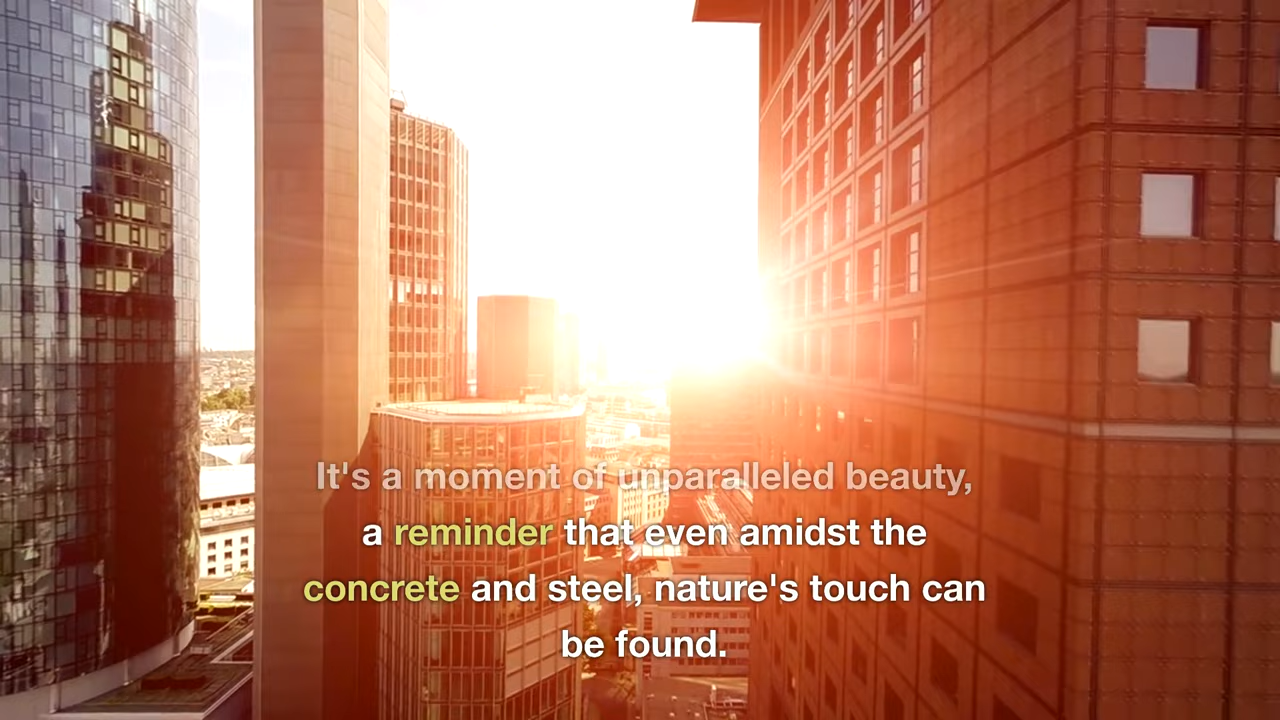 It's a moment of unparalleled beauty,
a reminder that even amidst the
concrete and steel, nature's touch can
be found.